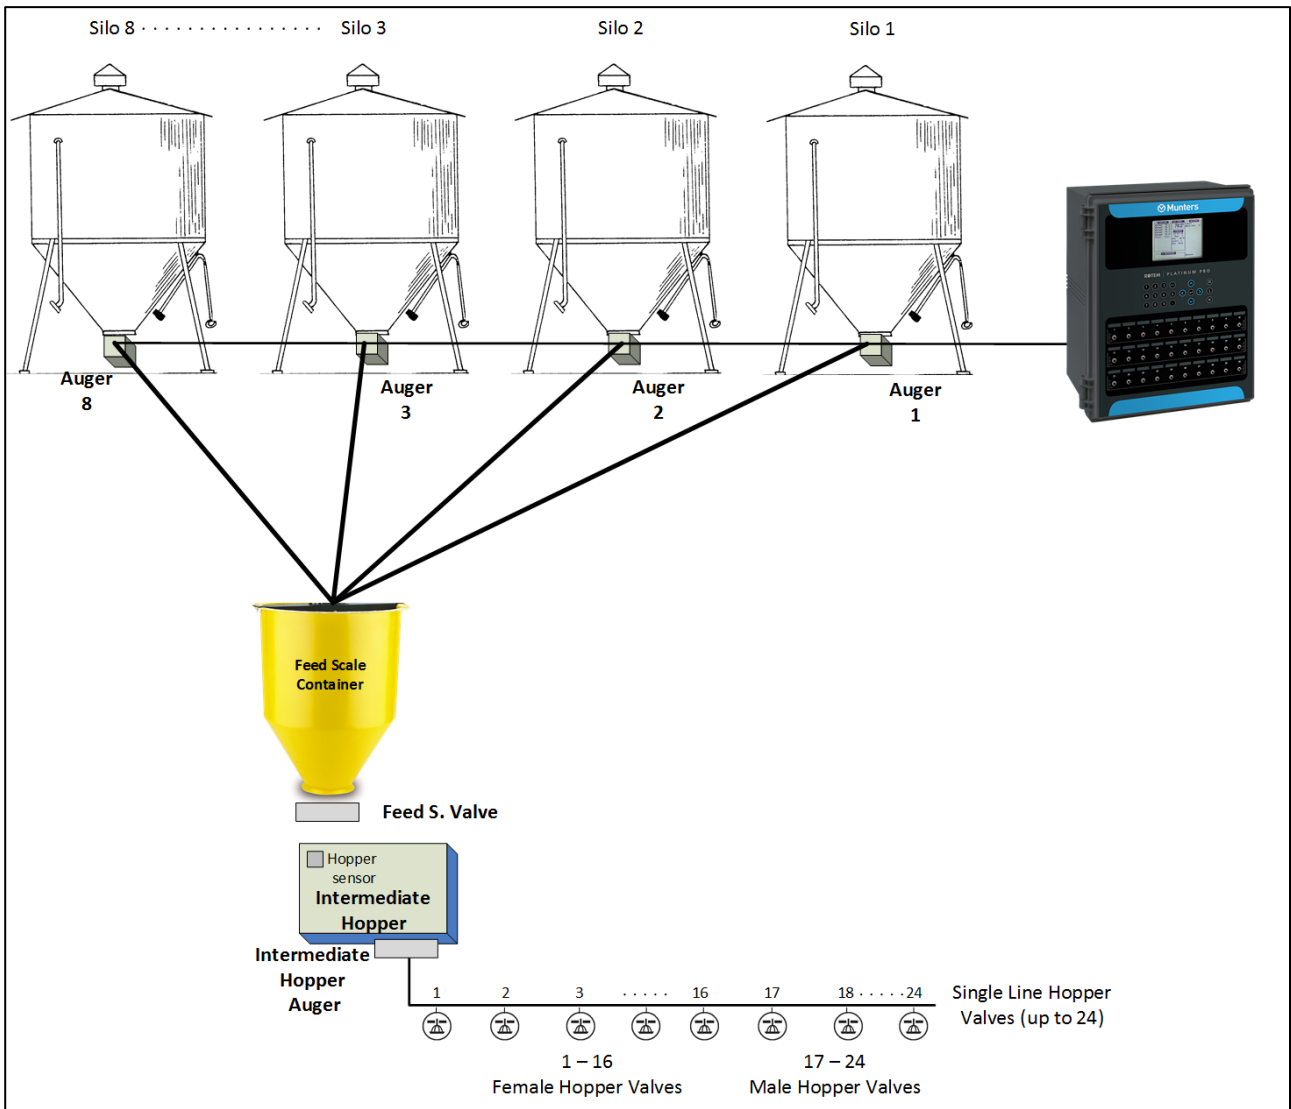 Silo 8 · · · · · · · · · · · · · · · Silo 3
Silo 2
Silo 1
Munters
PLATINUM PRO
Auger
8
Auger
3
Auger
2
Auger
1
Feed Scale
Container
Feed S. Valve
Hopper
sensor
Intermediate
Hopper
Intermediate
Hopper
Auger
1 2 3 · · · · · 16 17 18 · · · · · 24
Single Line Hopper
Valves (up to 24)
1 – 16
Female Hopper Valves
17 – 24
Male Hopper Valves